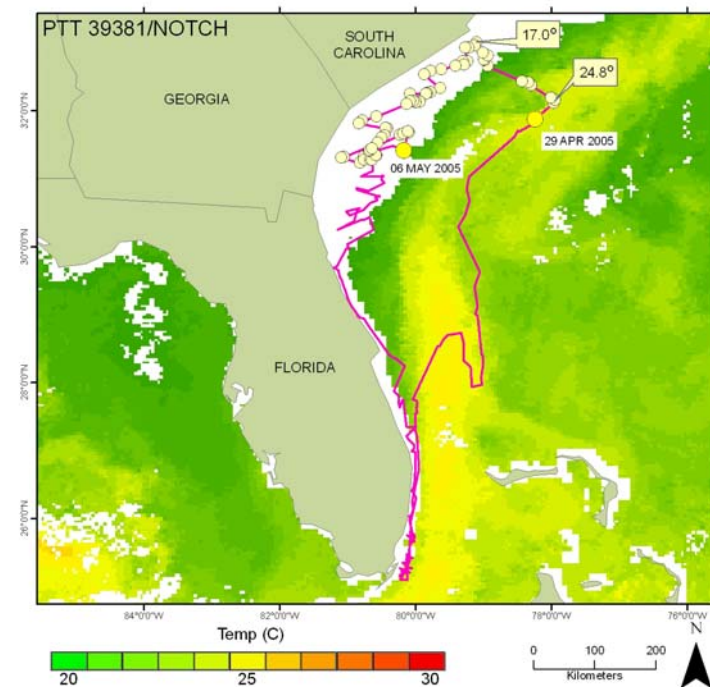 PTT 39381/NOTCH
SOUTH
CAROLINA
17.0°
24.8°
GEORGIA
32°0'0"N
29 APR 2005
06 MAY 2005
30°0'0"N
FLORIDA
28°0'0"N
26°0'0"N
84°0'0"W
82°0'0"W
80°0'0"W
78°0'0"W
76°0'0"W
Temp (C)
20
25
30
0
100
200
Kilometers
N